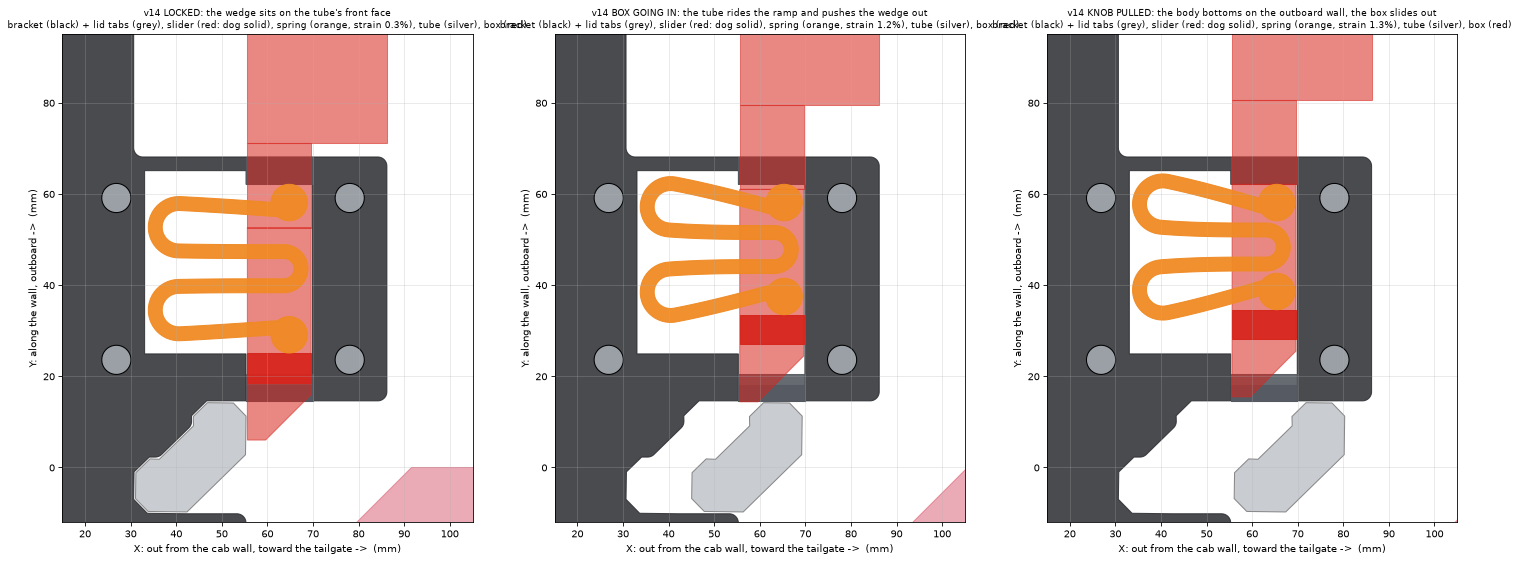 v14 LOCKED: the wedge sits on the tube's front face
bracket (black) + lid tabs (grey), slider (red: dog solid), spring (orange, strain 0.3%), tube (silver), box (red)
v14 BOX GOING IN: the tube rides the ramp and pushes the wedge out
bracket (black) + lid tabs (grey), slider (red: dog solid), spring (orange, strain 1.2%), tube (silver), box (red)
v14 KNOB PULLED: the body bottoms on the outboard wall, the box slides out
bracket (black) + lid tabs (grey), slider (red: dog solid), spring (orange, strain 1.3%), tube (silver), box (red)
Y: along the wall, outboard -> (mm)
80
60
40
20
0
20 30 40 50 60 70 80 90 100
X: out from the cab wall, toward the tailgate -> (mm)
Y: along the wall, outboard -> (mm)
80
60
40
20
0
20 30 40 50 60 70 80 90 100
X: out from the cab wall, toward the tailgate -> (mm)
Y: along the wall, outboard -> (mm)
80
60
40
20
0
20 30 40 50 60 70 80 90 100
X: out from the cab wall, toward the tailgate -> (mm)